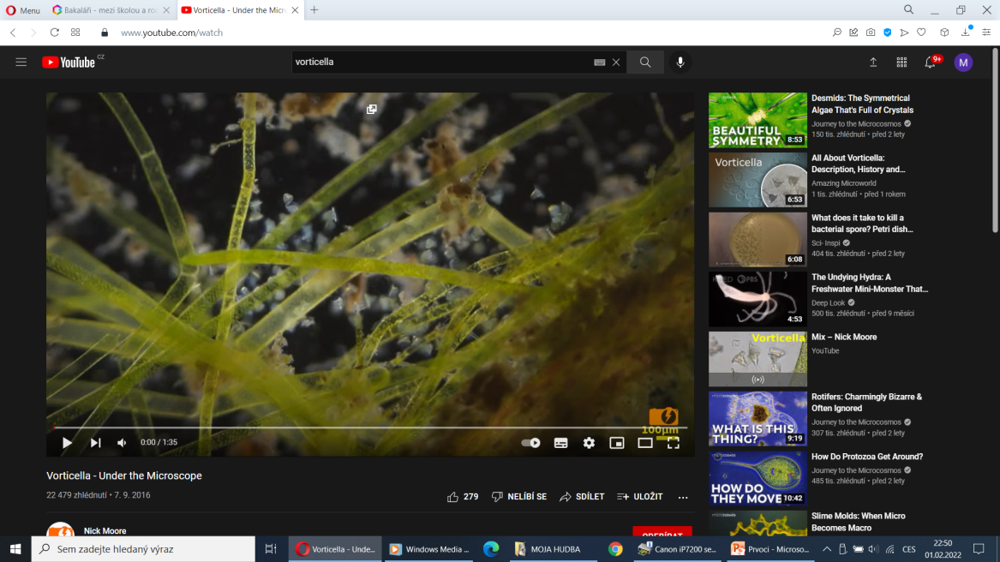 Menu
Bakaláři - mezi školou a ro
Vorticella - Under the Micr
www.youtube.com/watch
YouTube CZ
vorticella
9+
M
BEAUTIFUL
SYMMETRY
8:53
Desmids: The Symmetrical
Algae That's Full of Crystals
Journey to the Microcosmos
150 tis. zhlédnutí • před 2 lety
Vorticella
6:53
All About Vorticella:
Description, History and...
Amazing Microworld
1 tis. zhlédnutí • před 1 rokem
6:08
What does it take to kill a
bacterial spore? Petri dish...
Sci- Inspi
404 tis. zhlédnutí • před 2 lety
PBS
4:53
The Undying Hydra: A
Freshwater Mini-Monster That...
Deep Look
500 tis. zhlédnutí • před 9 měsíci
Vorticella
Mix – Nick Moore
YouTube
WHAT IS THIS
THING?
9:19
Rotifers: Charmingly Bizarre &
Often Ignored
Journey to the Microcosmos
307 tis. zhlédnutí • před 2 lety
HOW DO
THEY MOVE
10:42
How Do Protozoa Get Around?
Journey to the Microcosmos
485 tis. zhlédnutí • před 2 lety
Slime Molds: When Micro
Becomes Macro
100µm
0:00 / 1:35
Vorticella - Under the Microscope
22 479 zhlédnutí • 7. 9. 2016
279 NELÍBÍ SE SDÍLET ULOŽIT
Nick Moore
ODEBÍRAT
Sem zadejte hledaný výraz
Vorticella - Unde...
Windows Media ...
MOJA HUDBA
Canon iP7200 se...
Prvoci - Microso...
CES
22:50
01.02.2022